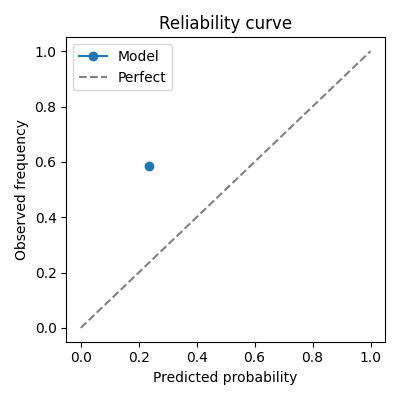 Reliability curve
1.0
0.8
0.6
0.4
0.2
0.0
Observed frequency
Model
Perfect
0.0 0.2 0.4 0.6 0.8 1.0
Predicted probability